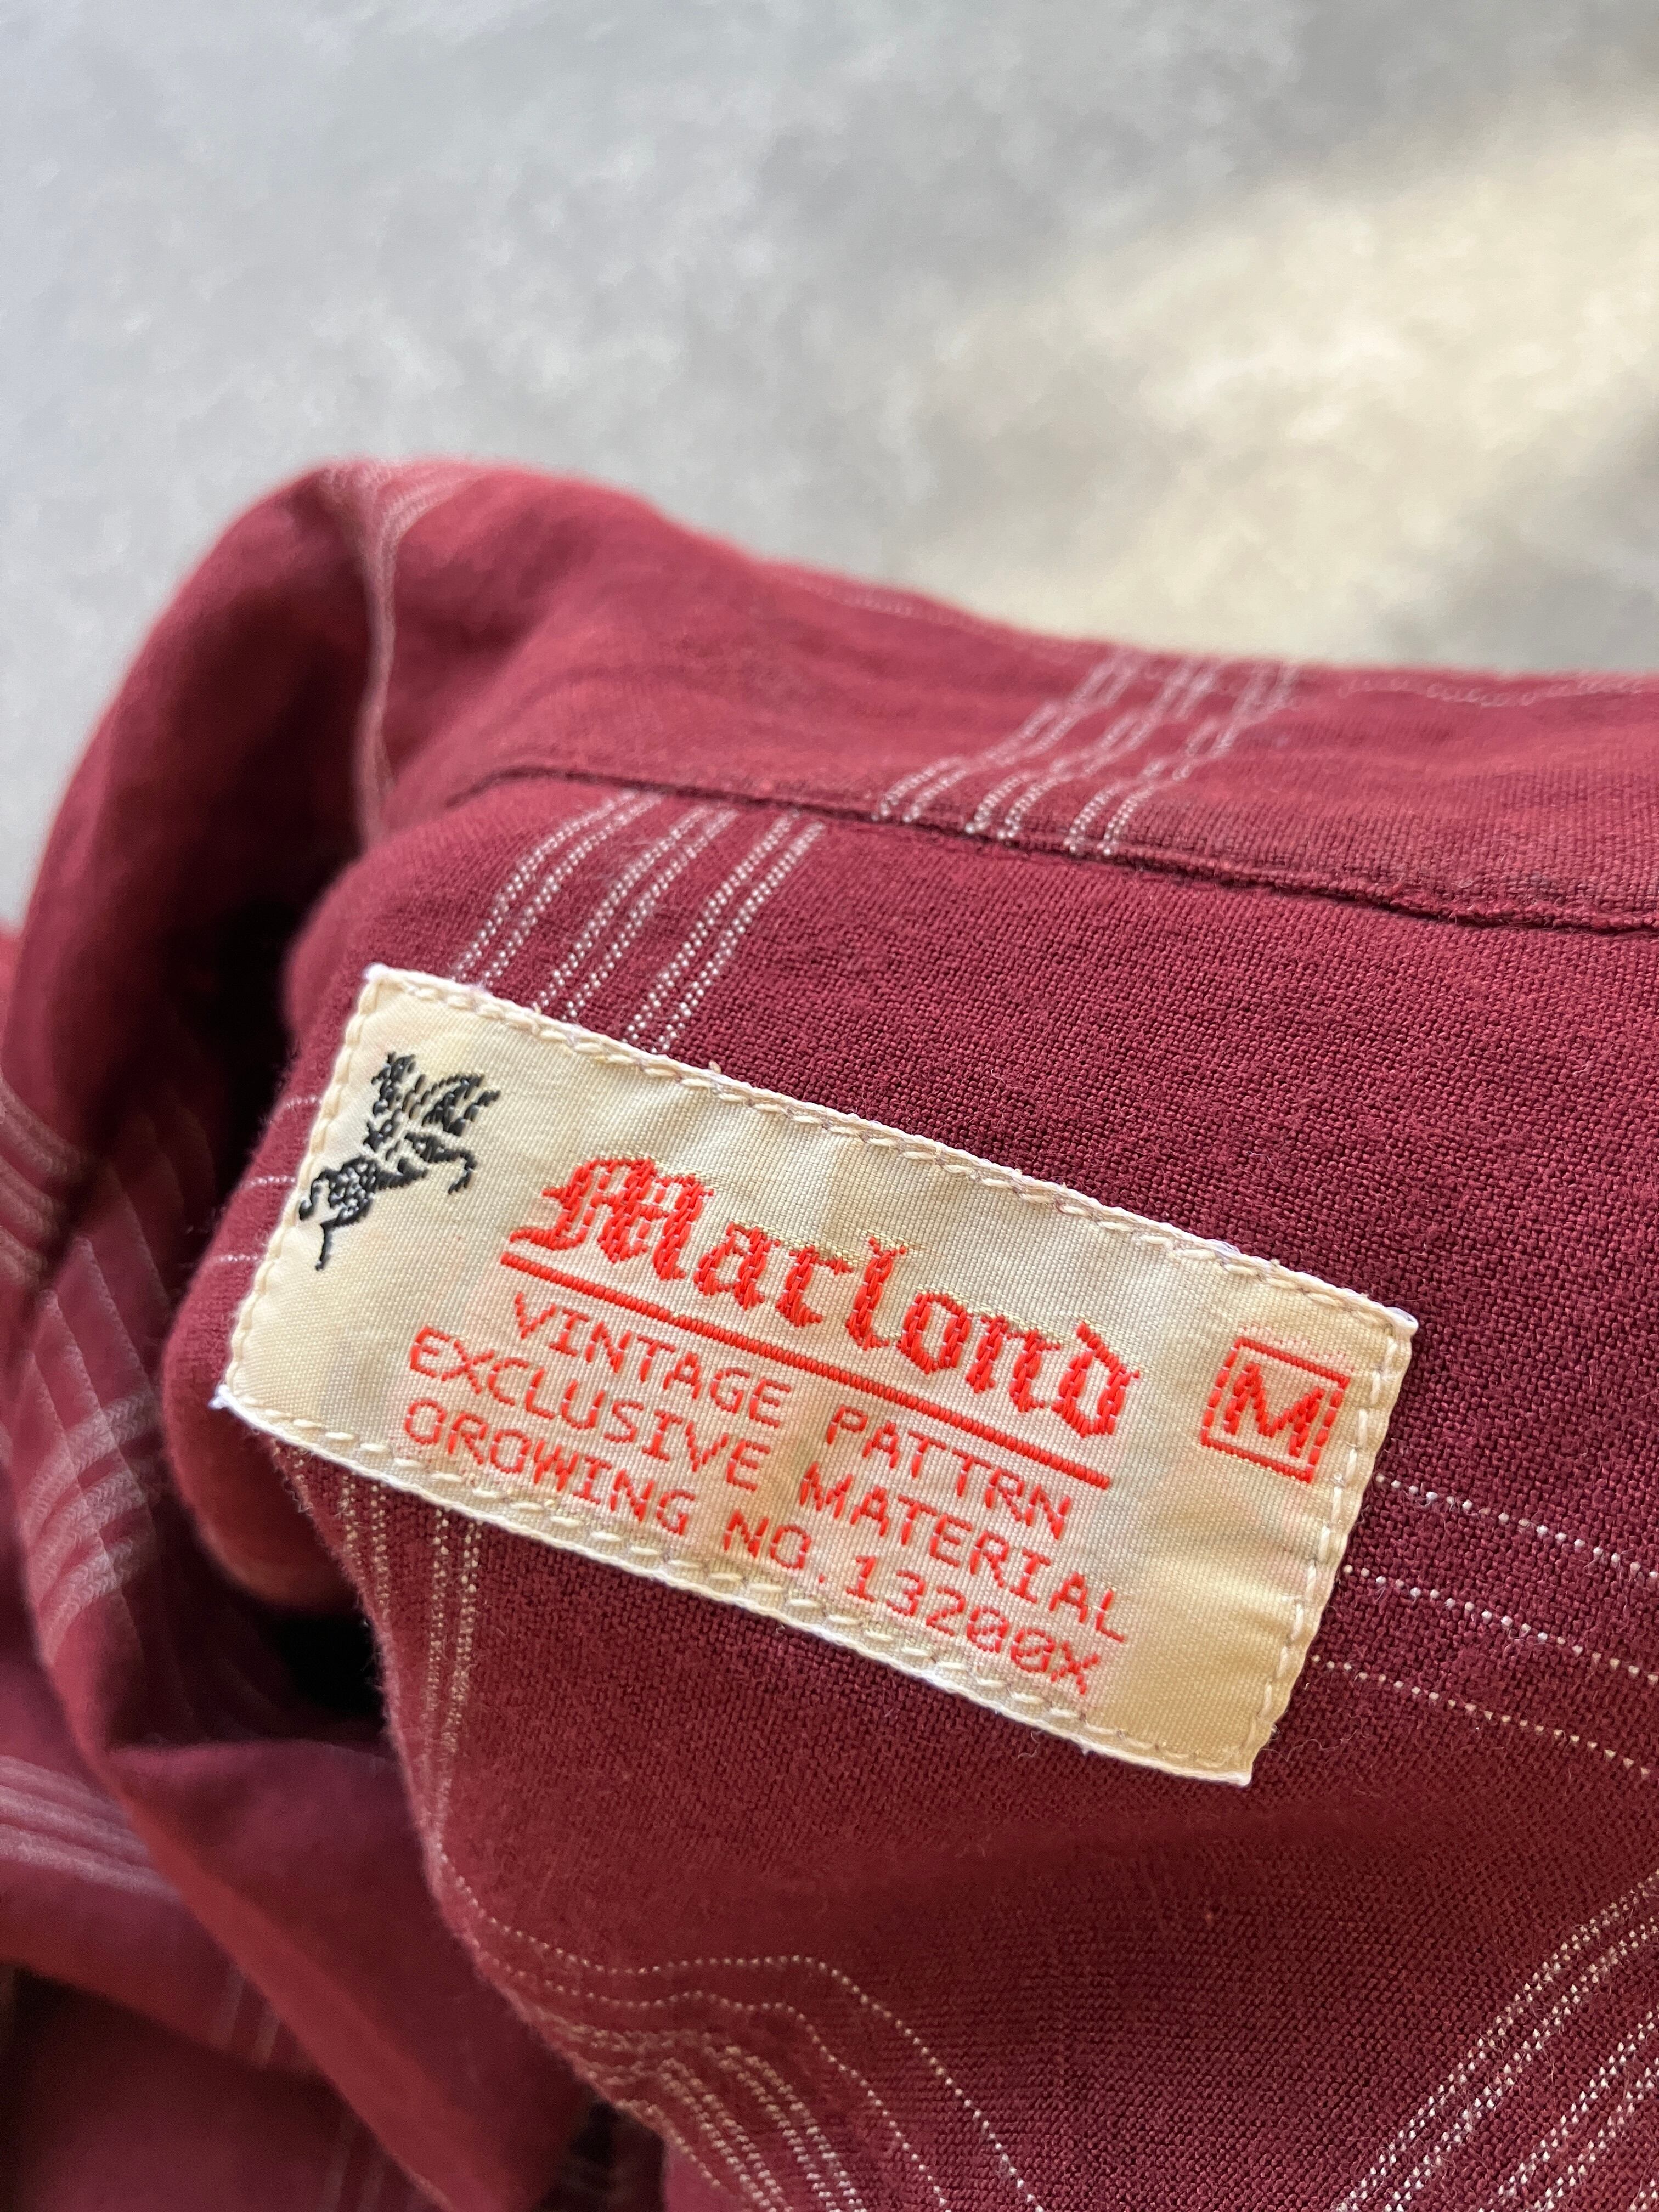 Marlond
M
VINTAGE PATTRN
EXCLUSIVE MATERIAL
GROWING NO.13200X